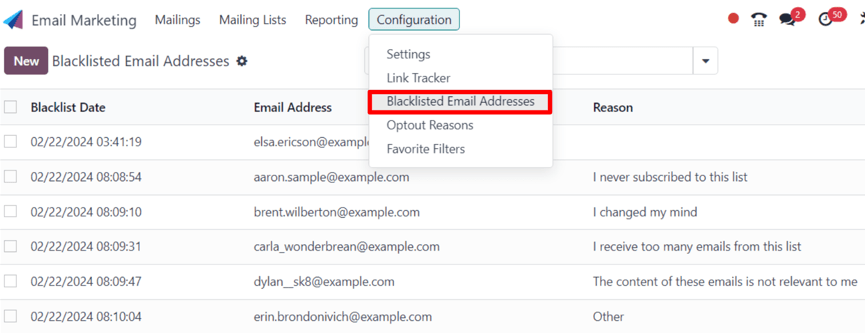 Email Marketing Mailings Mailing Lists Reporting Configuration 2 50
New Blacklisted Email Addresses
Settings
Link Tracker
Blacklisted Email Addresses
Optout Reasons
Favorite Filters
Blacklist Date Email Address Reason
02/22/2024 03:41:19 elsa.ericson@example
02/22/2024 08:08:54 aaron.sample@example.com I never subscribed to this list
02/22/2024 08:09:10 brent.wilberton@example.com I changed my mind
02/22/2024 08:09:31 carla_wonderbrean@example.com I receive too many emails from this list
02/22/2024 08:09:47 dylan__sk8@example.com The content of these emails is not relevant to me
02/22/2024 08:10:04 erin.brondonivich@example.com Other